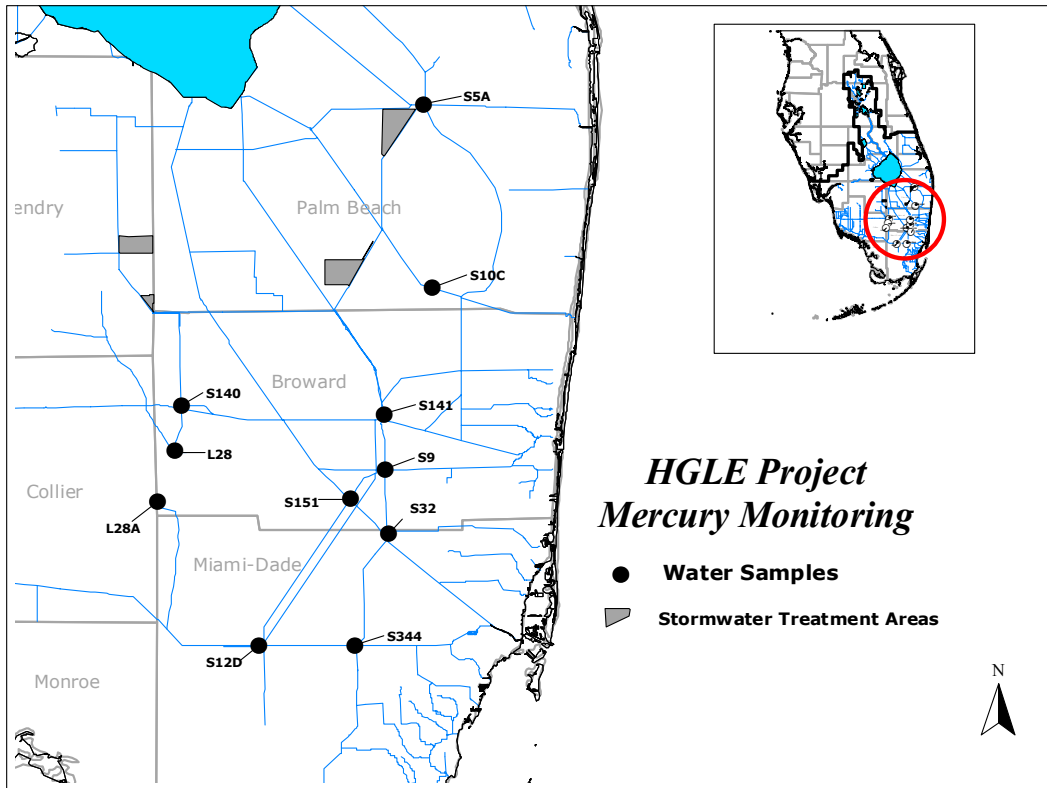 S5A
endry
Palm Beach
S10C
S140
Broward
S141
L28
S9
Collier
S151
S32
L28A
Miami-Dade
S344
S12D
Monroe
HGLE Project
Mercury Monitoring
Water Samples
Stormwater Treatment Areas
N